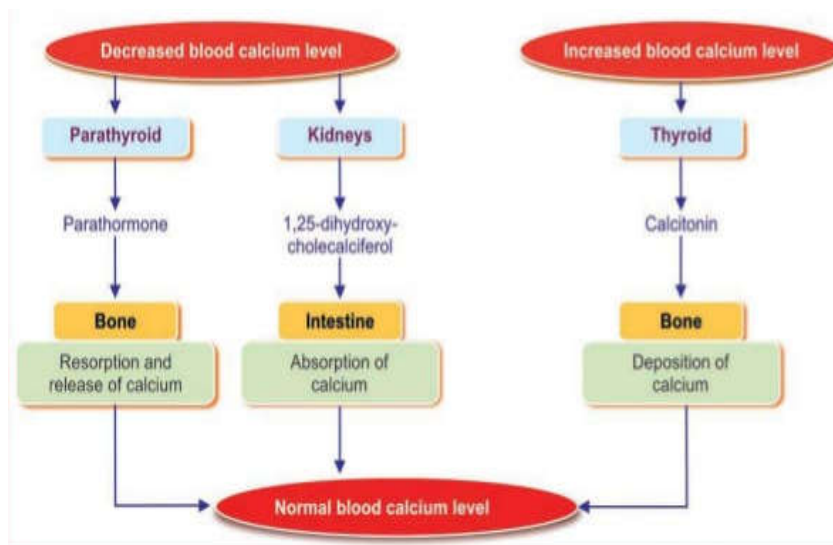 Decreased blood calcium level
Increased blood calcium level
Parathyroid
Kidneys
Thyroid
Parathormone
1,25-dihydroxy-
cholecalciferol
Calcitonin
Bone
Intestine
Bone
Resorption and
release of calcium
Absorption of
calcium
Deposition of
calcium
Normal blood calcium level